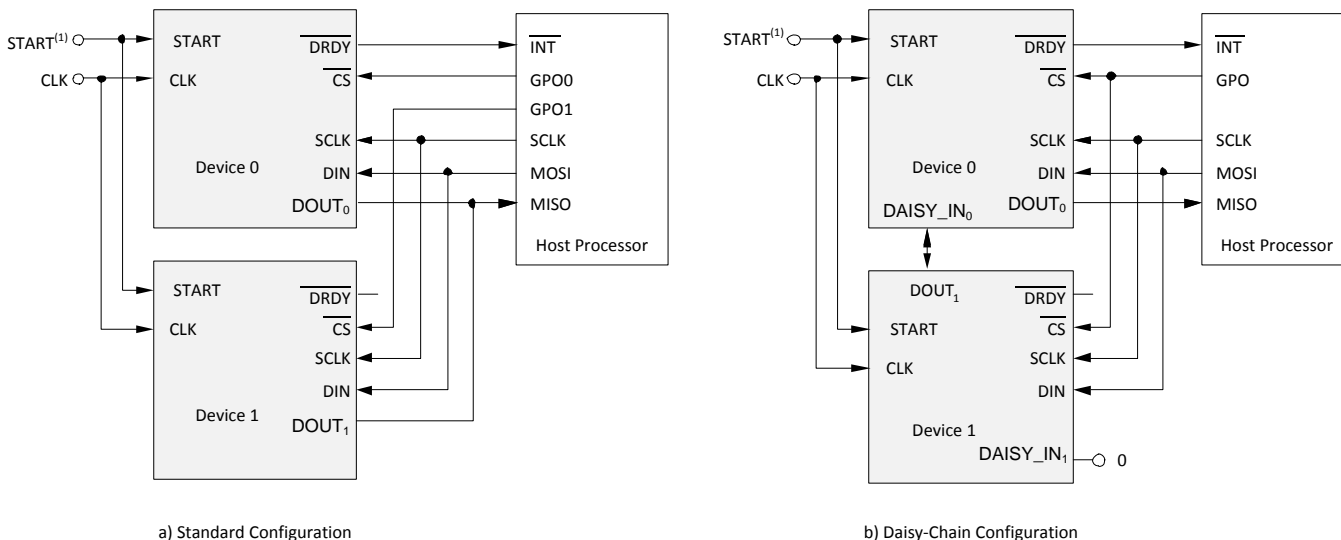 START(1)
CLK
START
CLK
DRDY
CS
SCLK
DIN
DOUT0
Device 0
INT
GPO0
GPO1
SCLK
MOSI
MISO
Host Processor
START
CLK
DRDY
CS
SCLK
DIN
DOUT1
Device 1
a) Standard Configuration
START(1)
CLK
START
CLK
DRDY
CS
SCLK
DIN
DOUT0
Device 0
DAISY_IN0
INT
GPO
SCLK
MOSI
MISO
Host Processor
DOUT1
START
CLK
DRDY
CS
SCLK
DIN
Device 1
DAISY_IN1
0
b) Daisy-Chain Configuration